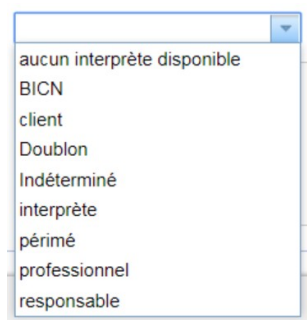 aucun interprète disponible
BICN
client
Doublon
Indéterminé
interprète
périmé
professionnel
responsable